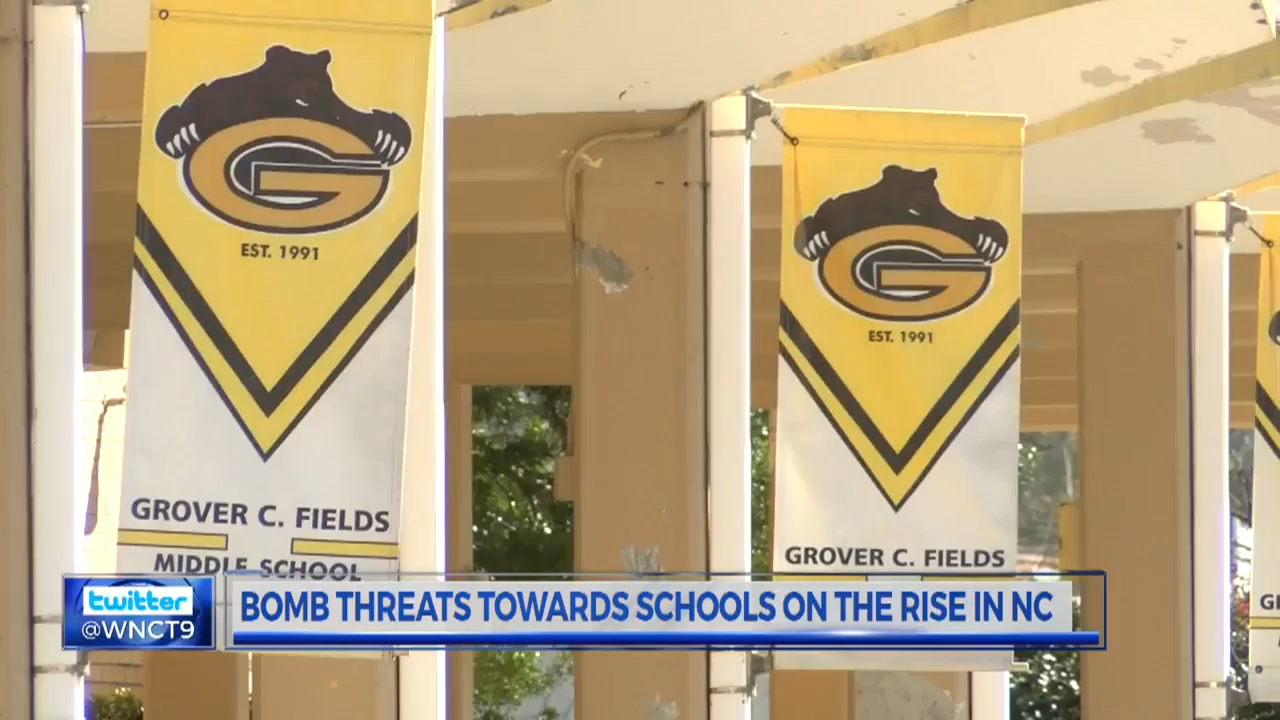 G
EST. 1991
GROVER C. FIELDS
MIDDLE SCHOOL
G
EST. 1991
GROVER C. FIELDS
twitter
@WNCT9
BOMB THREATS TOWARDS SCHOOLS ON THE RISE IN NC